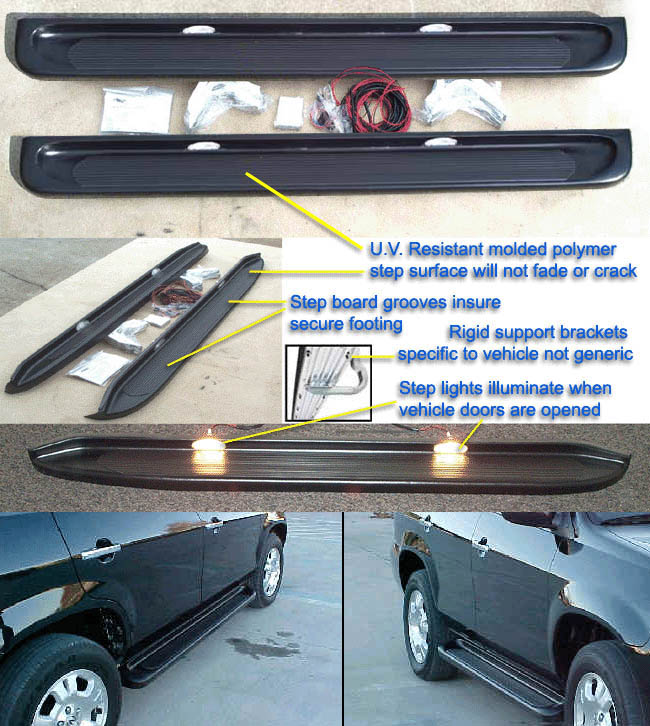 U.V. Resistant molded polymer
step surface will not fade or crack
Step board grooves insure
secure footing
Rigid support brackets
specific to vehicle not generic
Step lights illuminate when
vehicle doors are opened